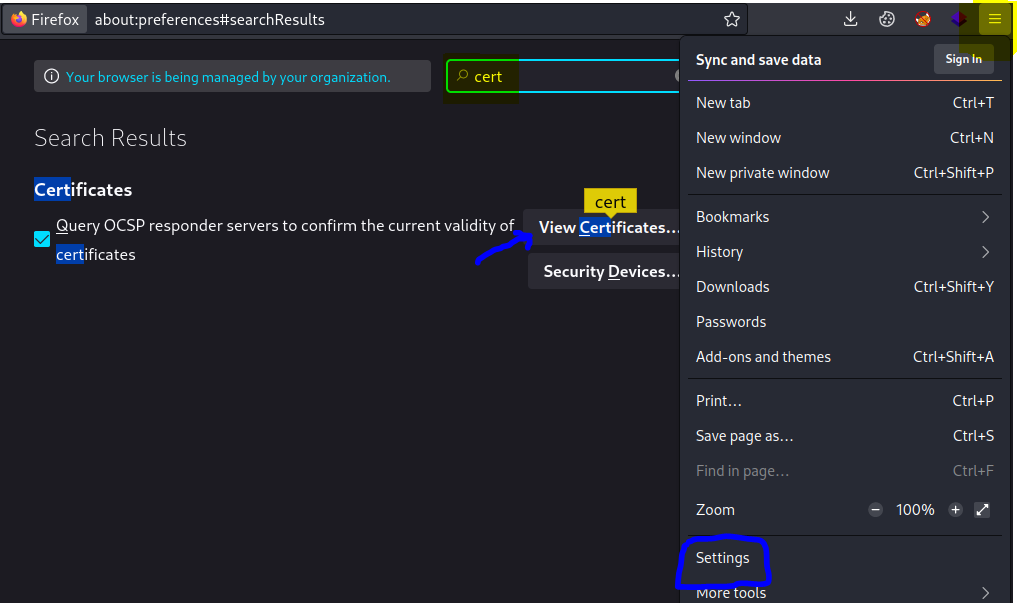 Firefox about:preferences#searchResults
Your browser is being managed by your organization.
cert
Search Results
Certificates
Query OCSP responder servers to confirm the current validity of
certificates
cert
View Certificates...
Security Devices...
Sync and save data Sign In
New tab Ctrl+T
New window Ctrl+N
New private window Ctrl+Shift+P
Bookmarks
History
Downloads Ctrl+Shift+Y
Passwords
Add-ons and themes Ctrl+Shift+A
Print… Ctrl+P
Save page as… Ctrl+S
Find in page… Ctrl+F
Zoom − 100% +
Settings
More tools